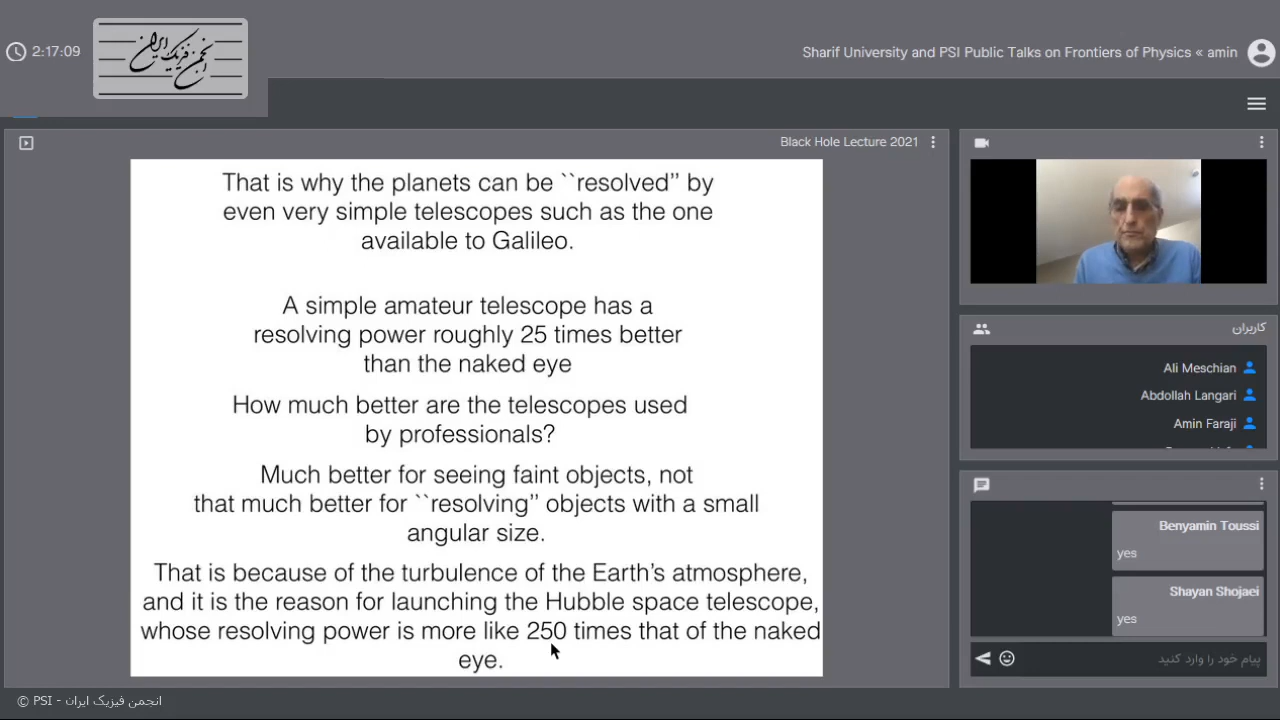 2:17:09
انجمن فیزیک ایران
Sharif University and PSI Public Talks on Frontiers of Physics « amin
Black Hole Lecture 2021
That is why the planets can be ``resolved'' by
even very simple telescopes such as the one
available to Galileo.
A simple amateur telescope has a
resolving power roughly 25 times better
than the naked eye
How much better are the telescopes used
by professionals?
Much better for seeing faint objects, not
that much better for ``resolving'' objects with a small
angular size.
That is because of the turbulence of the Earth's atmosphere,
and it is the reason for launching the Hubble space telescope,
whose resolving power is more like 250 times that of the naked
eye.
کاربران
Ali Meschian
Abdollah Langari
Amin Faraji
Benyamin Toussi
yes
Shayan Shojaei
yes
پیام خود را وارد کنید
© PSI - انجمن فیزیک ایران